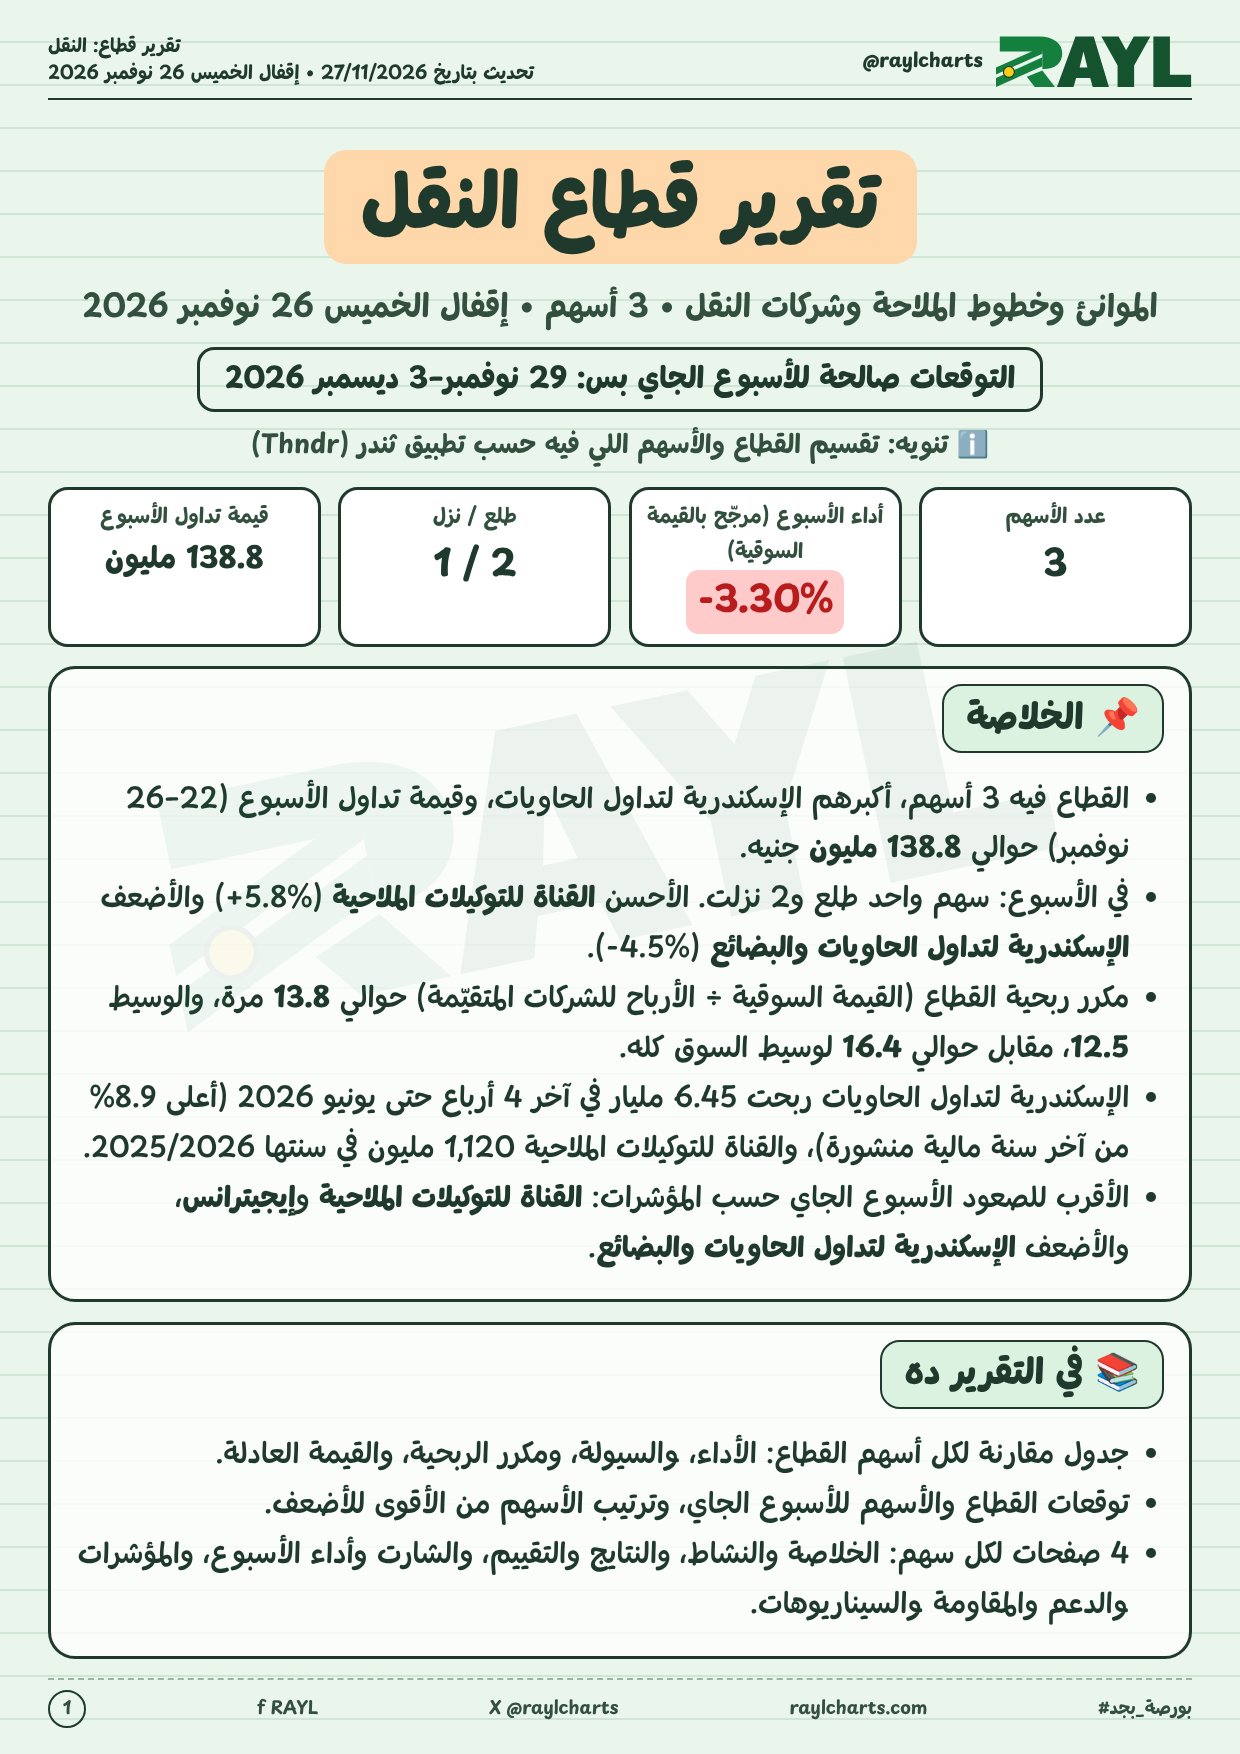 RAYL
@raylcharts
تقرير قطاع: النقل
تحديث بتاريخ 27/11/2026 • إقفال الخميس 26 نوفمبر 2026
تقرير قطاع النقل
الموانئ وخطوط الملاحة وشركات النقل • 3 أسهم • إقفال الخميس 26 نوفمبر 2026
التوقعات صالحة للأسبوع الجاي بس: 29 نوفمبر–3 ديسمبر 2026
ℹ️ تنويه: تقسيم القطاع والأسهم اللي فيه حسب تطبيق ثندر (Thndr)
عدد الأسهم
3
أداء الأسبوع (مرجّح بالقيمة
السوقية)
-3.30%
طلع / نزل
1 / 2
قيمة تداول الأسبوع
138.8 مليون
📌 الخلاصة
• القطاع فيه 3 أسهم، أكبرهم الإسكندرية لتداول الحاويات، وقيمة تداول الأسبوع (22–26
نوفمبر) حوالي 138.8 مليون جنيه.
• في الأسبوع: سهم واحد طلع و2 نزلت. الأحسن القناة للتوكيلات الملاحية (+5.8%) والأضعف
الإسكندرية لتداول الحاويات والبضائع (-4.5%).
• مكرر ربحية القطاع (القيمة السوقية ÷ الأرباح للشركات المتقيّمة) حوالي 13.8 مرة، والوسيط
12.5، مقابل حوالي 16.4 لوسيط السوق كله.
• الإسكندرية لتداول الحاويات ربحت 6.45 مليار في آخر 4 أرباع حتى يونيو 2026 (أعلى 8.9%
من آخر سنة مالية منشورة)، والقناة للتوكيلات الملاحية 1,120 مليون في سنتها 2025/2026.
• الأقرب للصعود الأسبوع الجاي حسب المؤشرات: القناة للتوكيلات الملاحية وإيجيترانس،
والأضعف الإسكندرية لتداول الحاويات والبضائع.
📚 في التقرير دة
• جدول مقارنة لكل أسهم القطاع: الأداء، والسيولة، ومكرر الربحية، والقيمة العادلة.
• توقعات القطاع والأسهم للأسبوع الجاي، وترتيب الأسهم من الأقوى للأضعف.
• 4 صفحات لكل سهم: الخلاصة والنشاط، والنتايج والتقييم، والشارت وأداء الأسبوع، والمؤشرات
والدعم والمقاومة والسيناريوهات.
#بورصة_بجد
raylcharts.com
X @raylcharts
f RAYL
1